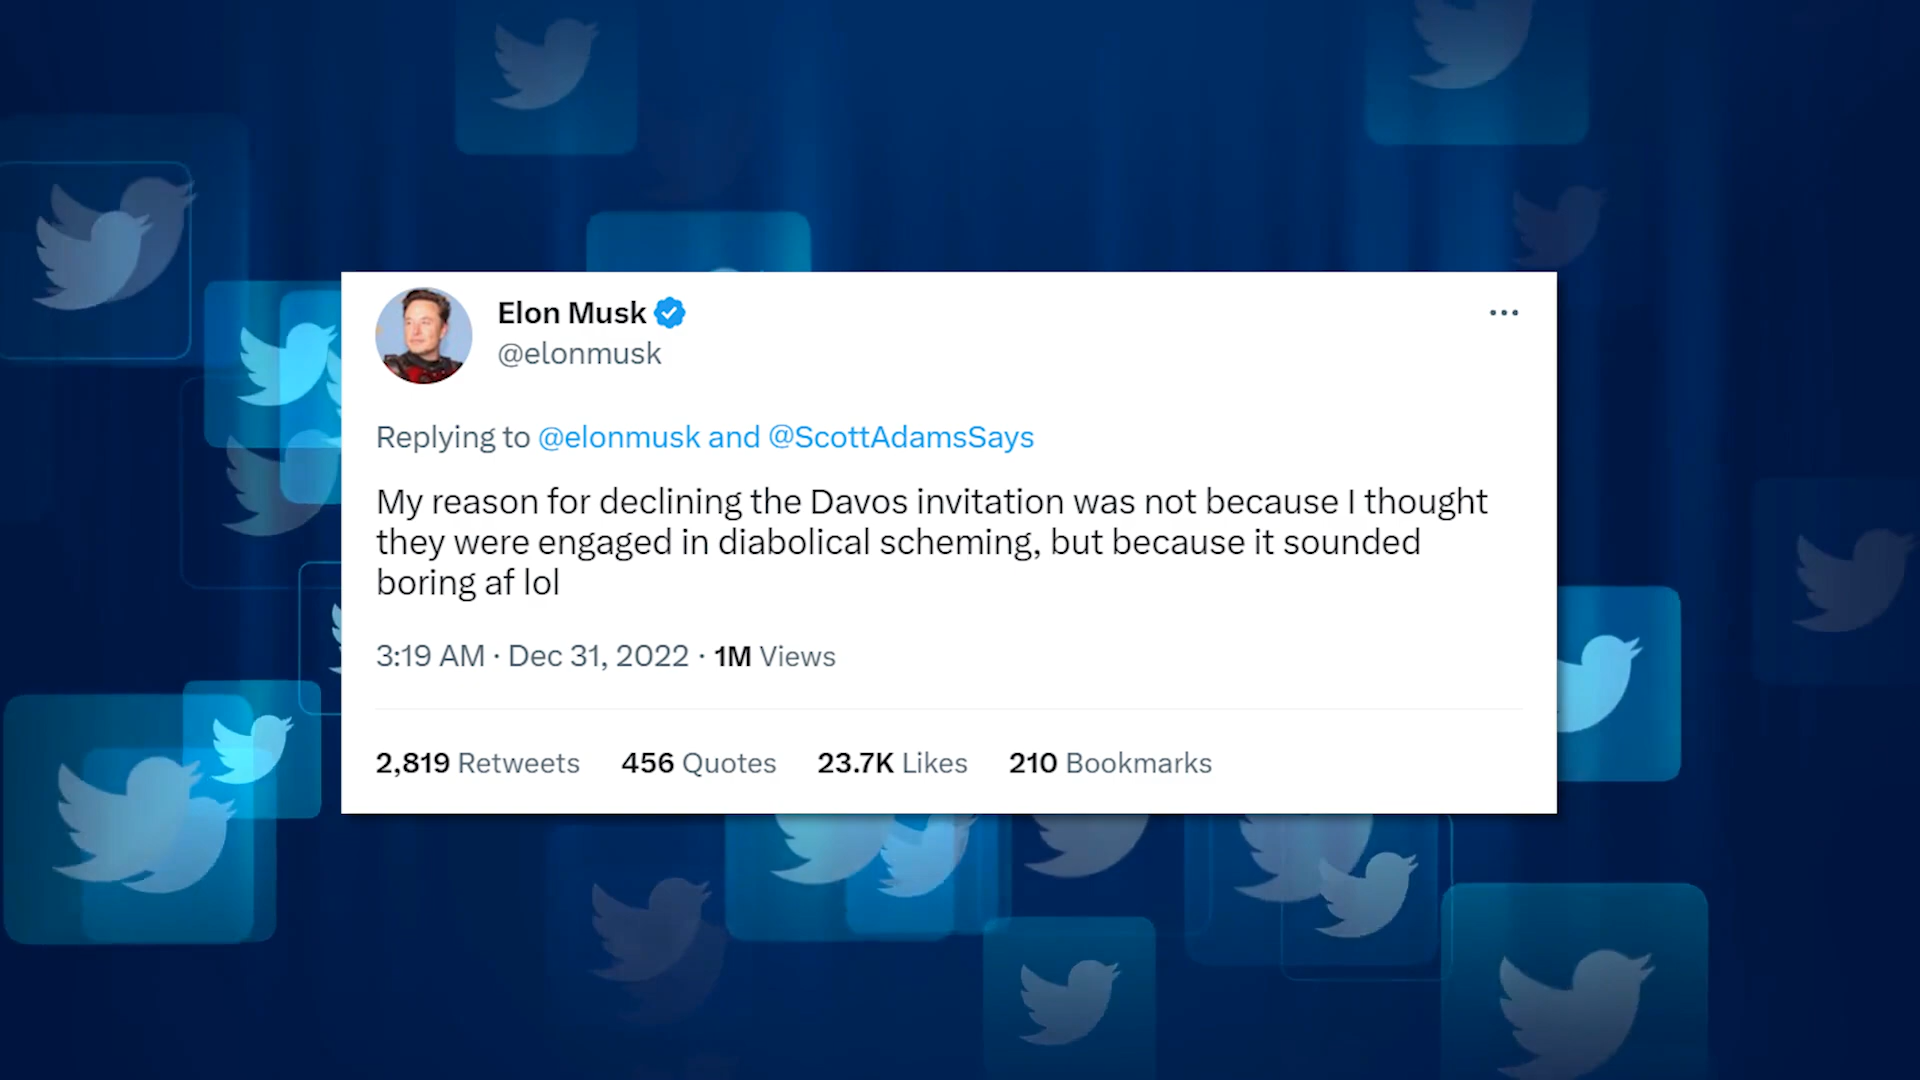 Elon Musk
@elonmusk
Replying to @elonmusk and @ScottAdamsSays
My reason for declining the Davos invitation was not because I thought
they were engaged in diabolical scheming, but because it sounded
boring af lol
3:19 AM · Dec 31, 2022 · 1M Views
2,819 Retweets 456 Quotes 23.7K Likes 210 Bookmarks